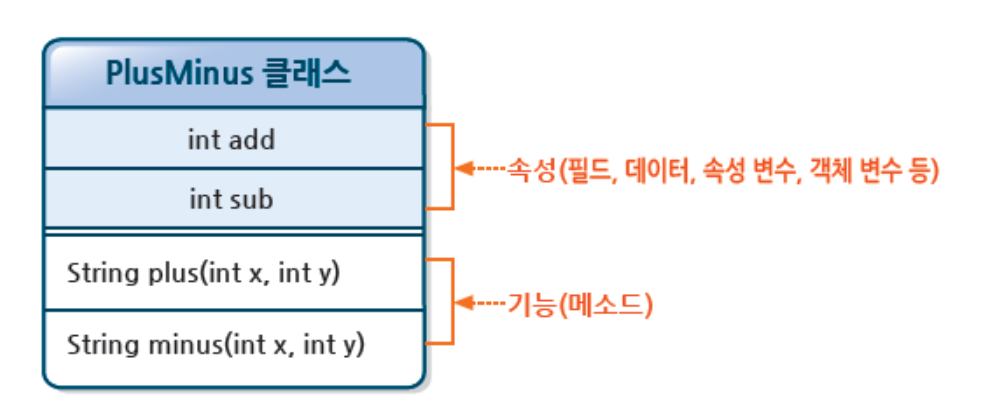 PlusMinus 클래스
int add
int sub
속성(필드, 데이터, 속성 변수, 객체 변수 등)
String plus(int x, int y)
String minus(int x, int y)
기능(메소드)